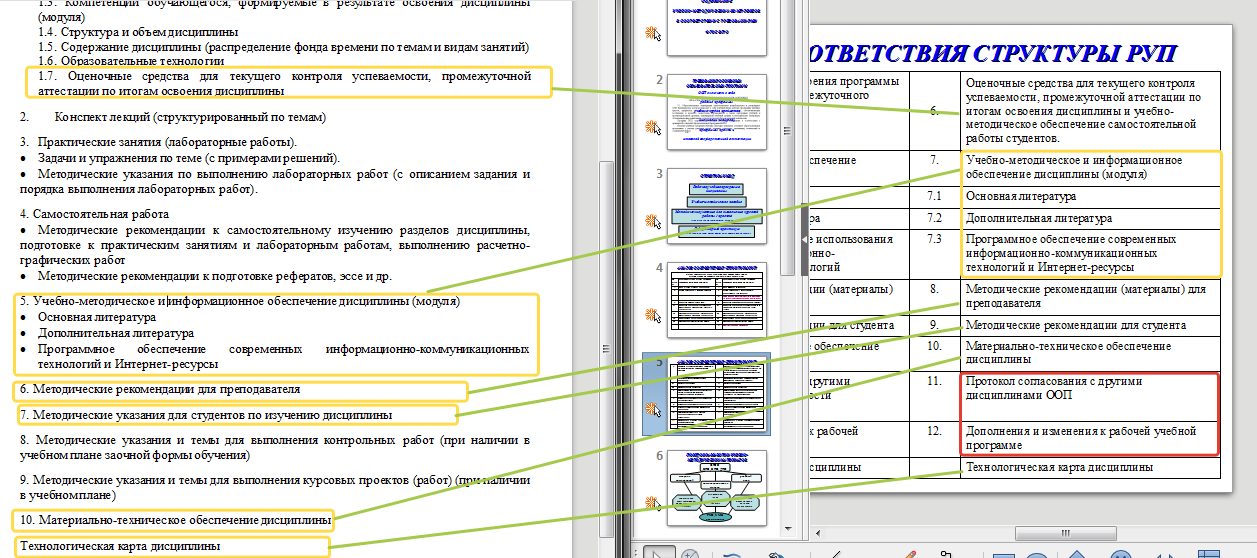 1.3. Компетенции обучающегося, формируемые в результате освоения дисциплины
(модуля)
1.4. Структура и объем дисциплины
1.5. Содержание дисциплины (распределение фонда времени по темам и видам занятий)
1.6. Образовательные технологии
1.7. Оценочные средства для текущего контроля успеваемости, промежуточной
аттестации по итогам освоения дисциплины
2. Конспект лекций (структурированный по темам)
3. Практические занятия (лабораторные работы).
• Задачи и упражнения по теме (с примерами решений).
• Методические указания по выполнению лабораторных работ (с описанием задания и
порядка выполнения лабораторных работ).
4. Самостоятельная работа
• Методические рекомендации к самостоятельному изучению разделов дисциплины,
подготовке к практическим занятиям и лабораторным работам, выполнению расчетно-
графических работ
• Методические рекомендации к подготовке рефератов, эссе и др.
5. Учебно-методическое и информационное обеспечение дисциплины (модуля)
• Основная литература
• Дополнительная литература
• Программное обеспечение современных информационно-коммуникационных
технологий и Интернет-ресурсы
6. Методические рекомендации для преподавателя
7. Методические указания для студентов по изучению дисциплины
8. Методические указания и темы для выполнения контрольных работ (при наличии в
учебном плане заочной формы обучения)
9. Методические указания и темы для выполнения курсовых проектов (работ) (при наличии
в учебном плане)
10. Материально-техническое обеспечение дисциплины
Технологическая карта дисциплины
2
3
4
5
6
ОТВЕТСТВИЯ СТРУКТУРЫ РУП
ения программы
межуточного
6.
Оценочные средства для текущего контроля
успеваемости, промежуточной аттестации по
итогам освоения дисциплины и учебно-
методическое обеспечение самостоятельной
работы студентов.
спечение
7.
Учебно-методическое и информационное
обеспечение дисциплины (модуля)
7.1
Основная литература
ра
7.2
Дополнительная литература
е использования
онно-
логий
7.3
Программное обеспечение современных
информационно-коммуникационных
технологий и Интернет-ресурсы
ции (материалы)
8.
Методические рекомендации (материалы) для
преподавателя
ции для студента
9.
Методические рекомендации для студента
е обеспечение
10.
Материально-техническое обеспечение
дисциплины
другими
ости
11.
Протокол согласования с другими
дисциплинами ООП
к рабочей
12.
Дополнения и изменения к рабочей учебной
программе
сциплины
Технологическая карта дисциплины